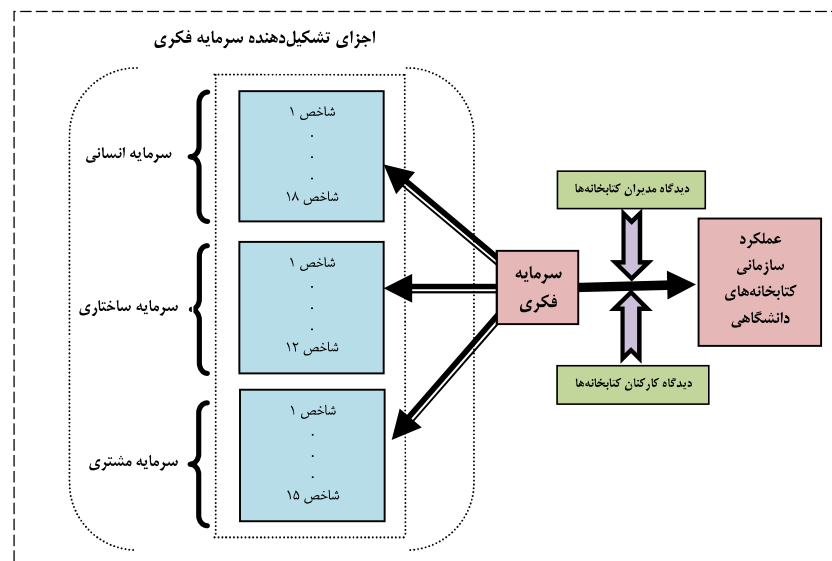 اجزای تشکیل‌دهنده سرمایه فکری
سرمایه انسانی
شاخص ۱
.
.
.
شاخص ۱۸
سرمایه ساختاری
شاخص ۱
.
.
.
شاخص ۱۲
سرمایه مشتری
شاخص ۱
.
.
.
شاخص ۱۵
سرمایه
فکری
دیدگاه مدیران کتابخانه‌ها
دیدگاه کارکنان کتابخانه‌ها
عملکرد
سازمانی
کتابخانه‌های
دانشگاهی